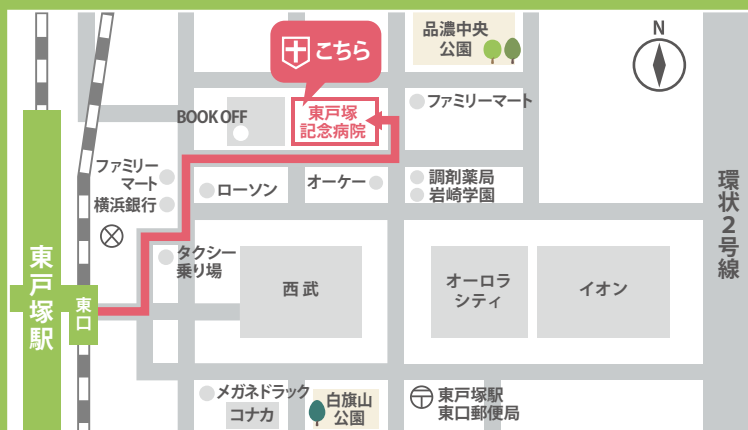 品濃中央
公園
N
こちら
BOOK OFF
東戸塚
記念病院
ファミリーマート
ファミリー
マート
横浜銀行
ローソン
オーケー
調剤薬局
岩崎学園
環状2号線
タクシー
乗り場
東戸塚駅
東口
西武
オーロラ
シティ
イオン
メガネドラック
コナカ
白旗山
公園
東戸塚駅
東口郵便局